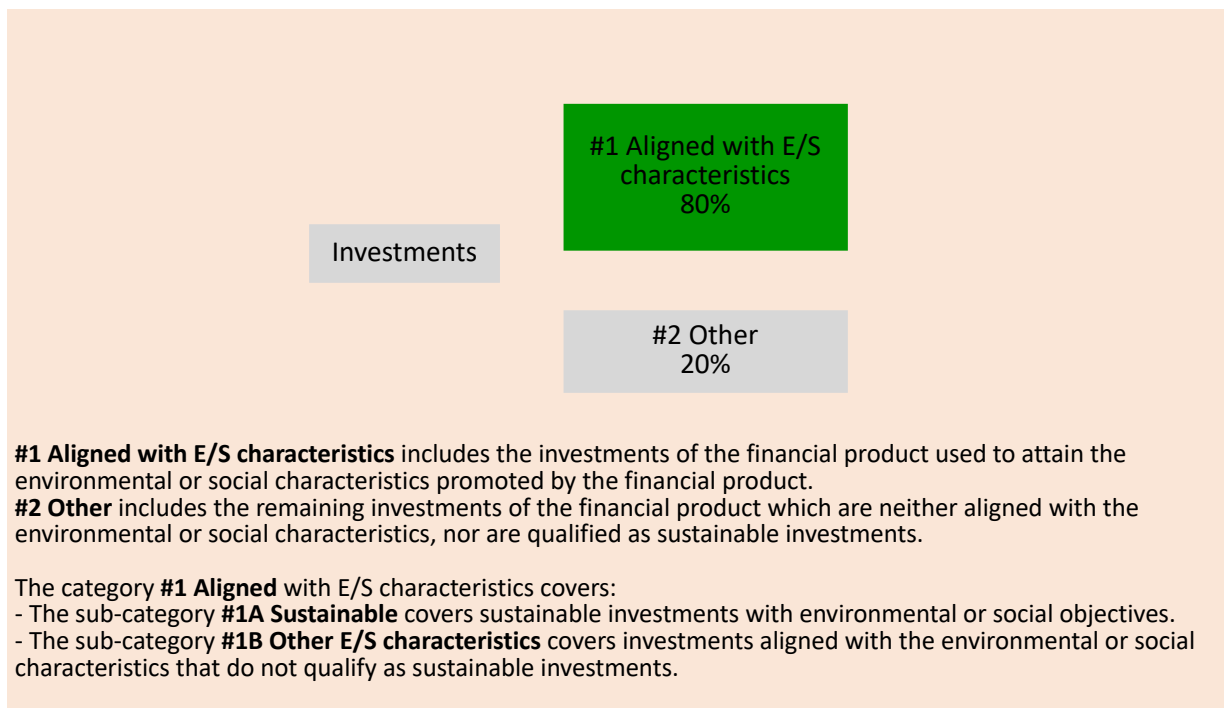 #1 Aligned with E/S
characteristics
80%
Investments
#2 Other
20%
#1 Aligned with E/S characteristics includes the investments of the financial product used to attain the
environmental or social characteristics promoted by the financial product.
#2 Other includes the remaining investments of the financial product which are neither aligned with the
environmental or social characteristics, nor are qualified as sustainable investments.
The category #1 Aligned with E/S characteristics covers:
- The sub-category #1A Sustainable covers sustainable investments with environmental or social objectives.
- The sub-category #1B Other E/S characteristics covers investments aligned with the environmental or social
characteristics that do not qualify as sustainable investments.